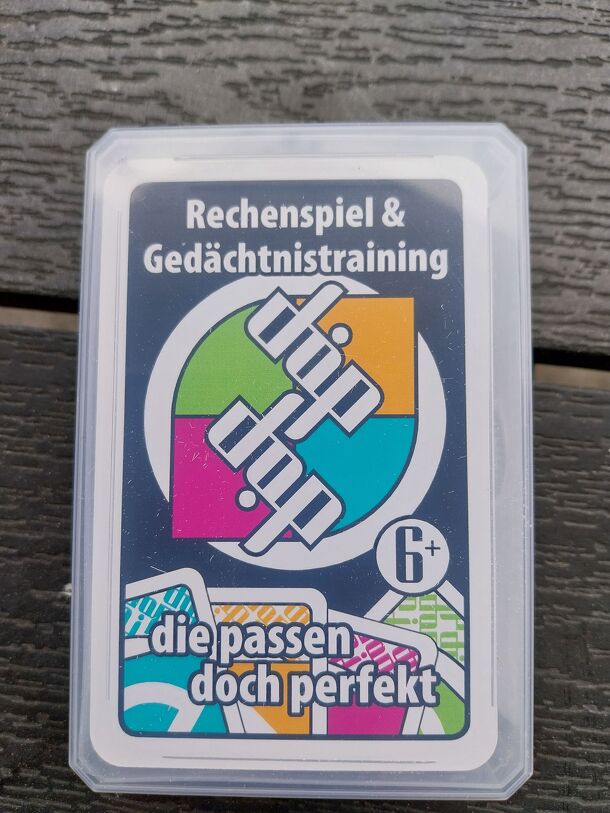 Rechenspiel &
Gedächtnistraining
6+
die passen
doch perfekt